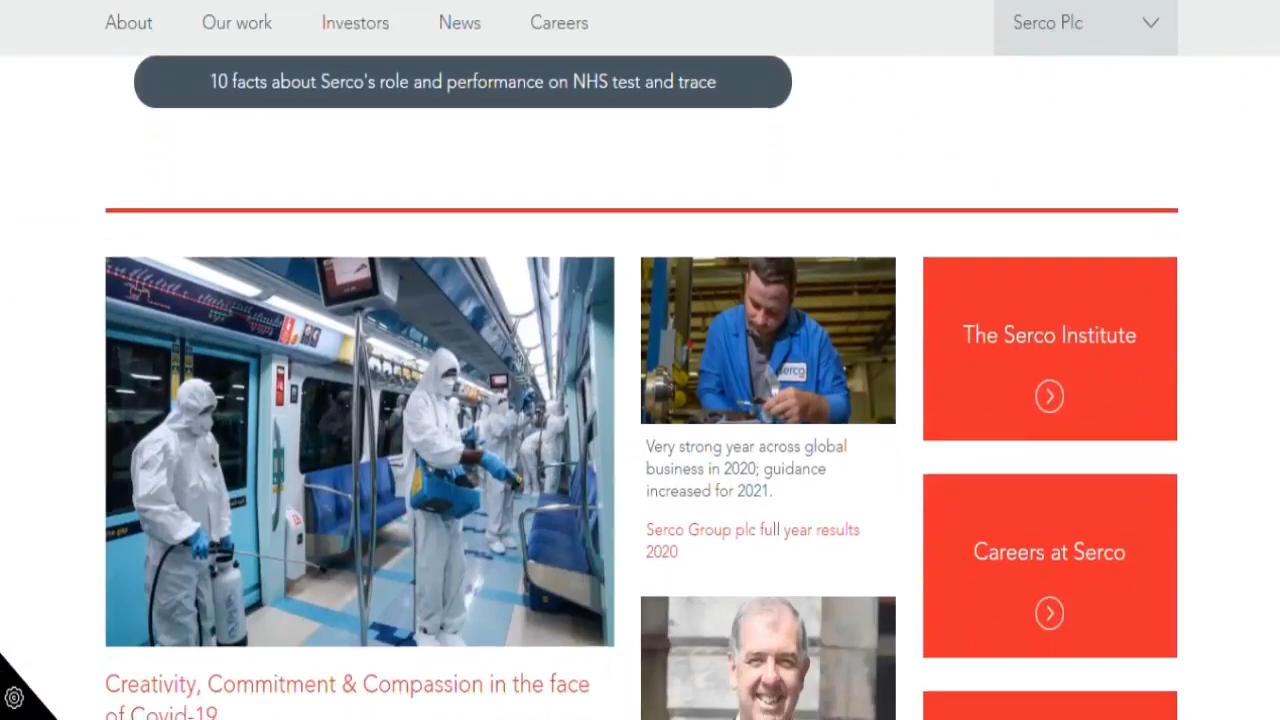 About
Our work
Investors
News
Careers
Serco Plc
10 facts about Serco's role and performance on NHS test and trace
serco
Very strong year across global
business in 2020; guidance
increased for 2021.
Serco Group plc full year results
2020
The Serco Institute
Careers at Serco
Creativity, Commitment & Compassion in the face
of Covid-19